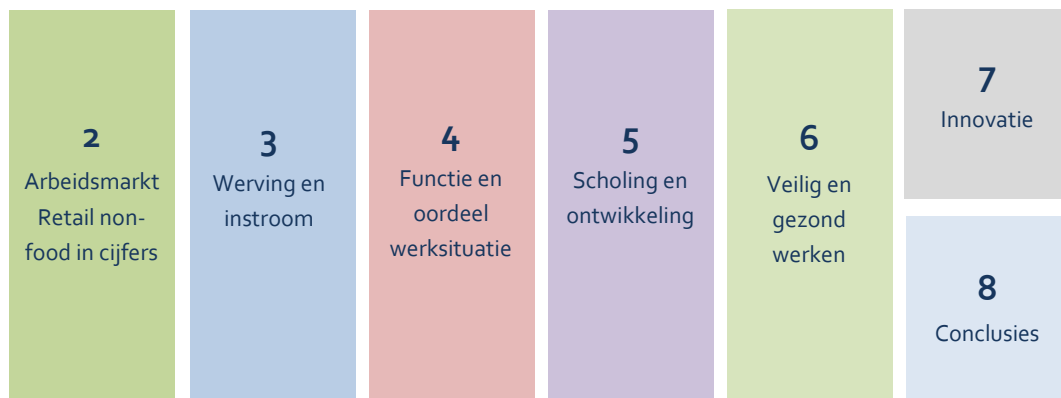 2
Arbeidsmarkt
Retail non-
food in cijfers
3
Werving en
instroom
4
Functie en
oordeel
werksituatie
5
Scholing en
ontwikkeling
6
Veilig en
gezond
werken
7
Innovatie
8
Conclusies